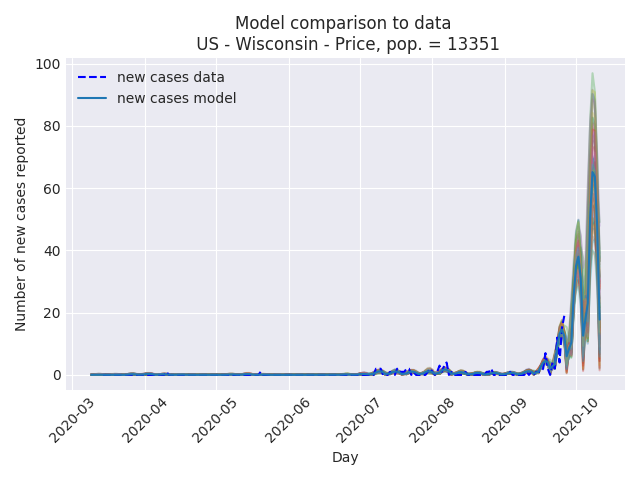 Model comparison to data
US - Wisconsin - Price, pop. = 13351
new cases data
new cases model
Number of new cases reported
100
80
60
40
20
0
2020-03
2020-04
2020-05
2020-06
2020-07
2020-08
2020-09
2020-10
Day